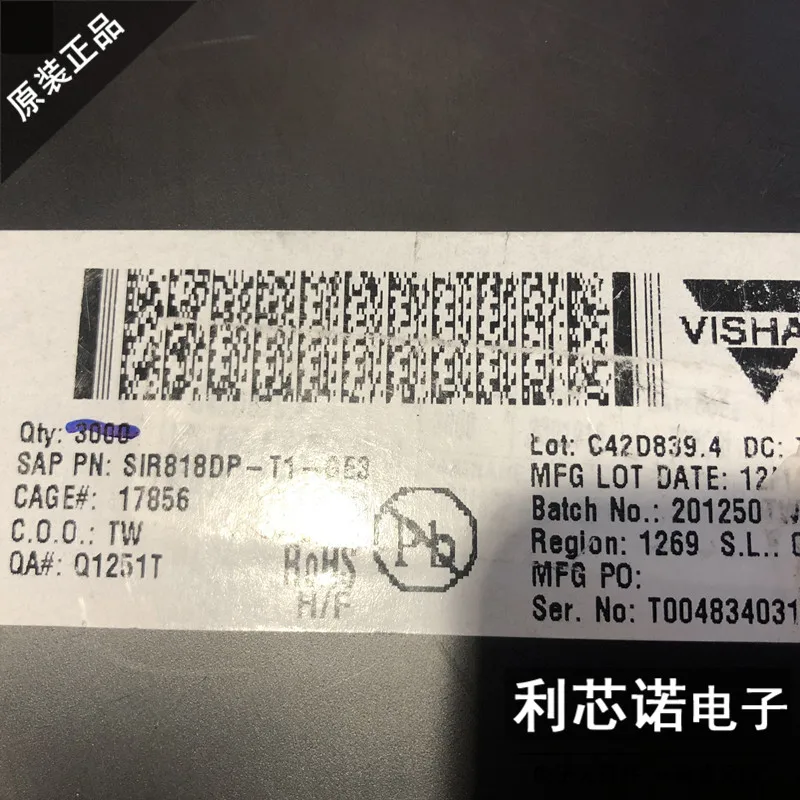 原装正品
VISHA
Qty: 3000
SAP PN: SIR818DP-T1-GE3
CAGE#: 17856
C.O.O.: TW
QA#: Q1251T
RoHS
H/F
Pb
Lot: C42D839.4 DC:
MFG LOT DATE: 12
Batch No.: 201250
Region: 1269 S.L.:
MFG PO:
Ser. No: T004834031
利芯诺电子